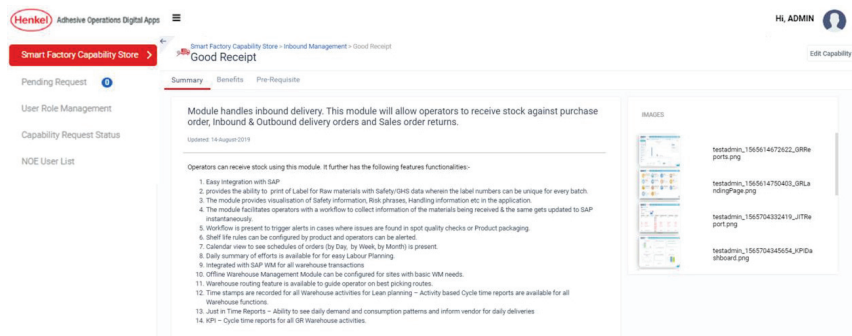 Henkel Adhesive Operations Digital Apps
Hi, ADMIN
Smart Factory Capability Store
Pending Request 0
User Role Management
Capability Request Status
NOE User List
Smart Factory Capability Store > Inbound Management > Good Receipt
Good Receipt
Edit Capability
Summary Benefits Pre-Requisite
Module handles inbound delivery. This module will allow operators to receive stock against purchase
order, Inbound & Outbound delivery orders and Sales order returns.
Updated: 14-August-2019
Operators can receive stock using this module. It further has the following features functionalities:-
1. Easy Integration with SAP
2. provides the ability to print of Label for Raw materials with Safety/GHS data wherein the label numbers can be unique for every batch.
3. The module provides visualisation of Safety information, Risk phrases, Handling information etc in the application.
4. The module facilitates operators with a workflow to collect information of the materials being received & the same gets updated to SAP
instantaneously.
5. Workflow is present to trigger alerts in cases where issues are found in spot quality checks or Product packaging.
6. Shelf life rules can be configured by product and operators can be alerted.
7. Calendar view to see schedules of orders (by Day, by Week, by Month) is present.
8. Daily summary of efforts is available for for easy Labour Planning.
9. Integrated with SAP WM for all warehouse transactions
10. Offline Warehouse Management Module can be configured for sites with basic WM needs.
11. Warehouse routing feature is available to guide operator on best picking routes.
12. Time stamps are recorded for all Warehouse activities for Lean planning – Activity based Cycle time reports are available for all
Warehouse functions.
13. Just in Time Reports – Ability to see daily demand and consumption patterns and inform vendor for daily deliveries
14. KPI – Cycle time reports for all GR Warehouse activities.
IMAGES
testadmin_1565614672622_GRRe
ports.png
testadmin_1565614750403_GRLa
ndingPage.png
testadmin_1565704332419_JITRe
port.png
testadmin_1565704345654_KPIDa
shboard.png